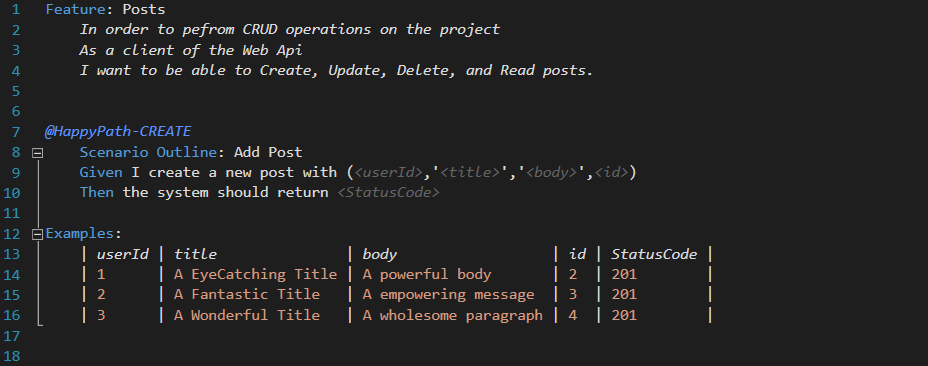 1 Feature: Posts
2 In order to pefrom CRUD operations on the project
3 As a client of the Web Api
4 I want to be able to Create, Update, Delete, and Read posts.
5
6
7 @HappyPath-CREATE
8 Scenario Outline: Add Post
9 Given I create a new post with (<userId>,'<title>','<body>',<id>)
10 Then the system should return <StatusCode>
11
12 Examples:
13 | userId | title | body | id | StatusCode |
14 | 1 | A EyeCatching Title | A powerful body | 2 | 201 |
15 | 2 | A Fantastic Title | A empowering message | 3 | 201 |
16 | 3 | A Wonderful Title | A wholesome paragraph | 4 | 201 |
17
18